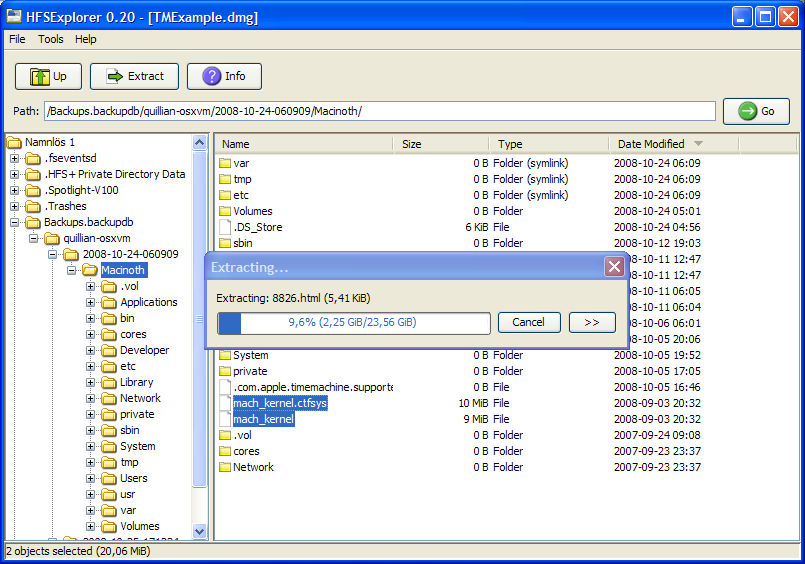 HFSExplorer 0.20 - [TMExample.dmg]
File Tools Help
Up Extract Info
Path: /Backups.backupdb/quillian-osxvm/2008-10-24-060909/Macinoth/ Go
Namnlös 1
.fseventsd
.HFS+ Private Directory Data
.Spotlight-V100
.Trashes
Backups.backupdb
quillian-osxvm
2008-10-24-060909
Macinoth
.vol
Applications
bin
cores
Developer
etc
Library
Network
private
sbin
System
tmp
Users
usr
var
Volumes
Name Size Type Date Modified
var 0 B Folder (symlink) 2008-10-24 06:09
tmp 0 B Folder (symlink) 2008-10-24 06:09
etc 0 B Folder (symlink) 2008-10-24 06:09
Volumes 0 B Folder 2008-10-24 05:01
.DS_Store 6 KiB File 2008-10-24 04:56
sbin 0 B Folder 2008-10-12 19:03
2008-10-11 12:47
2008-10-11 12:47
2008-10-11 06:05
2008-10-11 06:04
2008-10-06 06:01
2008-10-05 20:06
Extracting...
Extracting: 8826.html (5,41 KiB)
9,6% (2,25 GiB/23,56 GiB) Cancel >>
System 0 B Folder 2008-10-05 19:52
private 0 B Folder 2008-10-05 17:05
.com.apple.timemachine.supporte 0 B File 2008-10-05 16:46
mach_kernel.ctfsys 10 MiB File 2008-09-03 20:32
mach_kernel 9 MiB File 2008-09-03 20:32
.vol 0 B Folder 2007-09-24 09:08
cores 0 B Folder 2007-09-23 23:37
Network 0 B Folder 2007-09-23 23:37
2 objects selected (20,06 MiB)